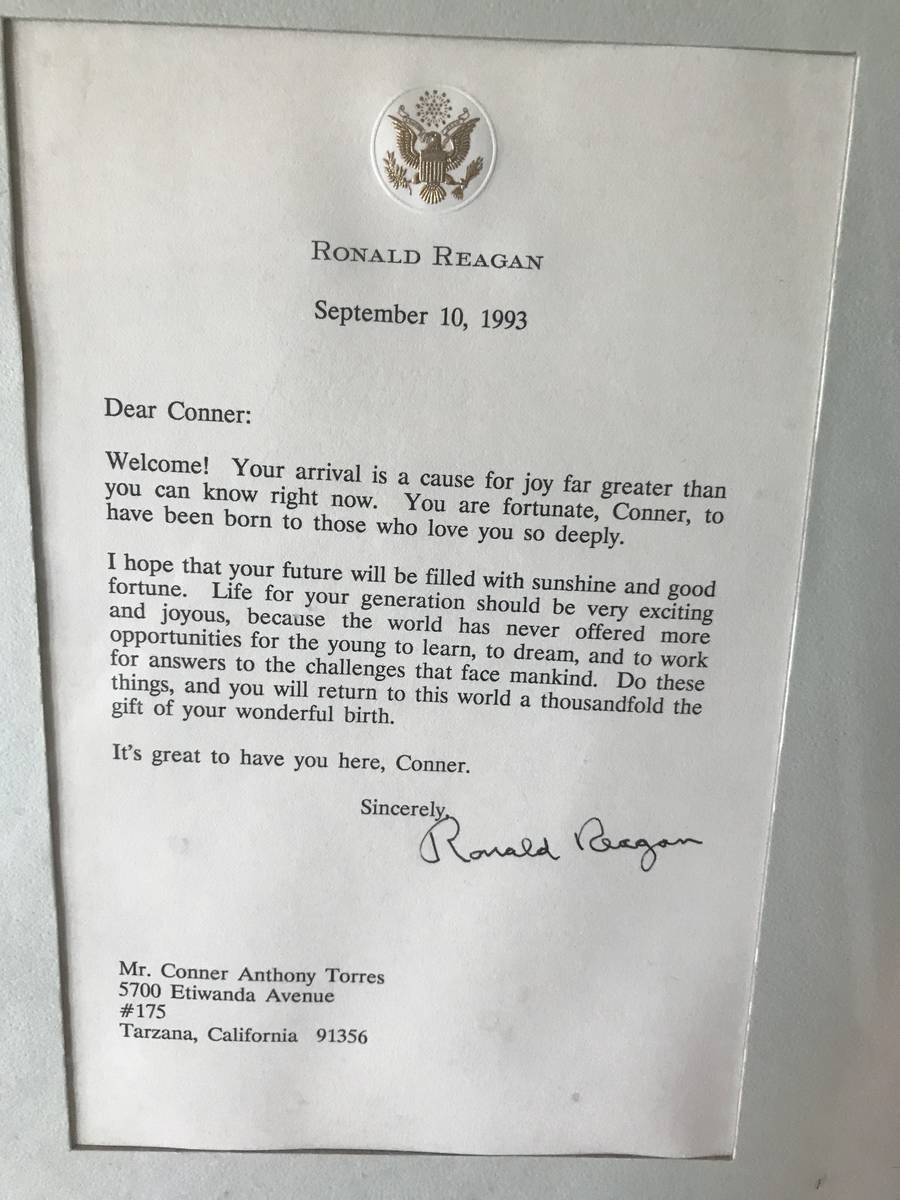 RONALD REAGAN
September 10, 1993
Dear Conner:
Welcome! Your arrival is a cause for joy far greater than
you can know right now. You are fortunate, Conner, to
have been born to those who love you so deeply.
I hope that your future will be filled with sunshine and good
fortune. Life for your generation should be very exciting
and joyous, because the world has never offered more
opportunities for the young to learn, to dream, and to work
for answers to the challenges that face mankind. Do these
things, and you will return to this world a thousandfold the
gift of your wonderful birth.
It's great to have you here, Conner.
Sincerely,
Ronald Reagan
Mr. Conner Anthony Torres
5700 Etiwanda Avenue
#175
Tarzana, California 91356